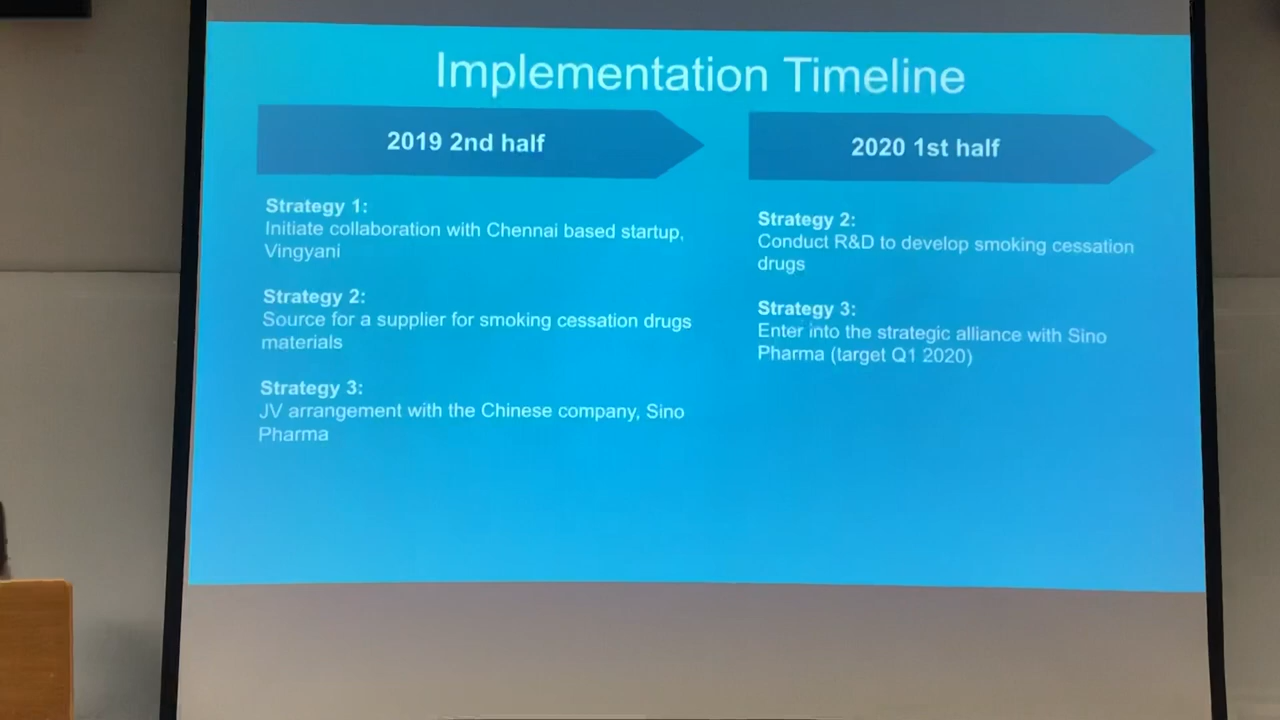 Implementation Timeline
2019 2nd half
Strategy 1:
Initiate collaboration with Chennai based startup,
Vingyani
Strategy 2:
Source for a supplier for smoking cessation drugs
materials
Strategy 3:
JV arrangement with the Chinese company, Sino
Pharma
2020 1st half
Strategy 2:
Conduct R&D to develop smoking cessation
drugs
Strategy 3:
Enter into the strategic alliance with Sino
Pharma (target Q1 2020)